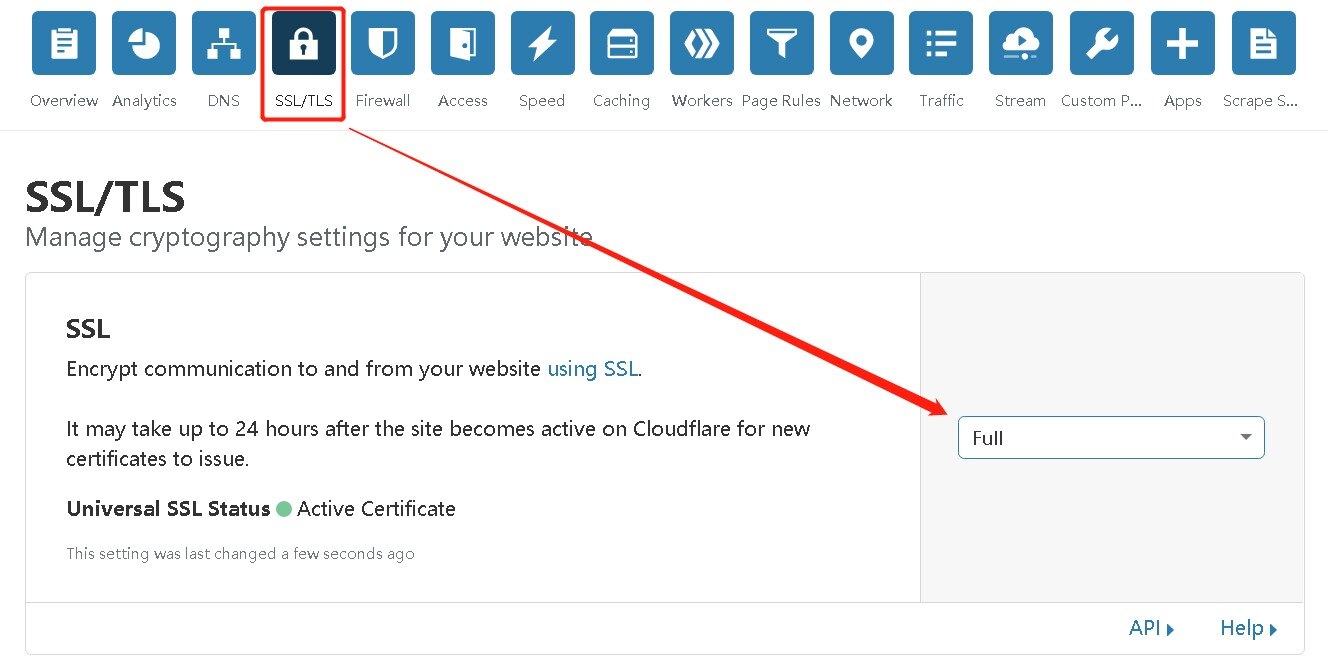 Overview Analytics DNS SSL/TLS Firewall Access Speed Caching Workers Page Rules Network Traffic Stream Custom P... Apps Scrape S...
SSL/TLS
Manage cryptography settings for your website
SSL
Encrypt communication to and from your website using SSL.
It may take up to 24 hours after the site becomes active on Cloudflare for new
certificates to issue.
Full
Universal SSL Status Active Certificate
This setting was last changed a few seconds ago
API Help